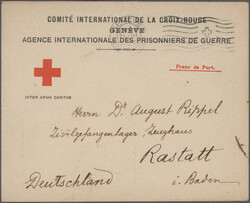 COMITÉ INTERNATIONAL DE LA CROIX-ROUGE
GENÈVE
AGENCE INTERNATIONALE DES PRISONNIERS DE GUERRE
Franc de Port.
INTER ARMA CARITAS
Herrn Dr August Rippel
Zivilgefangenlager, Zeughaus
Rastatt
Deutschland i. Baden